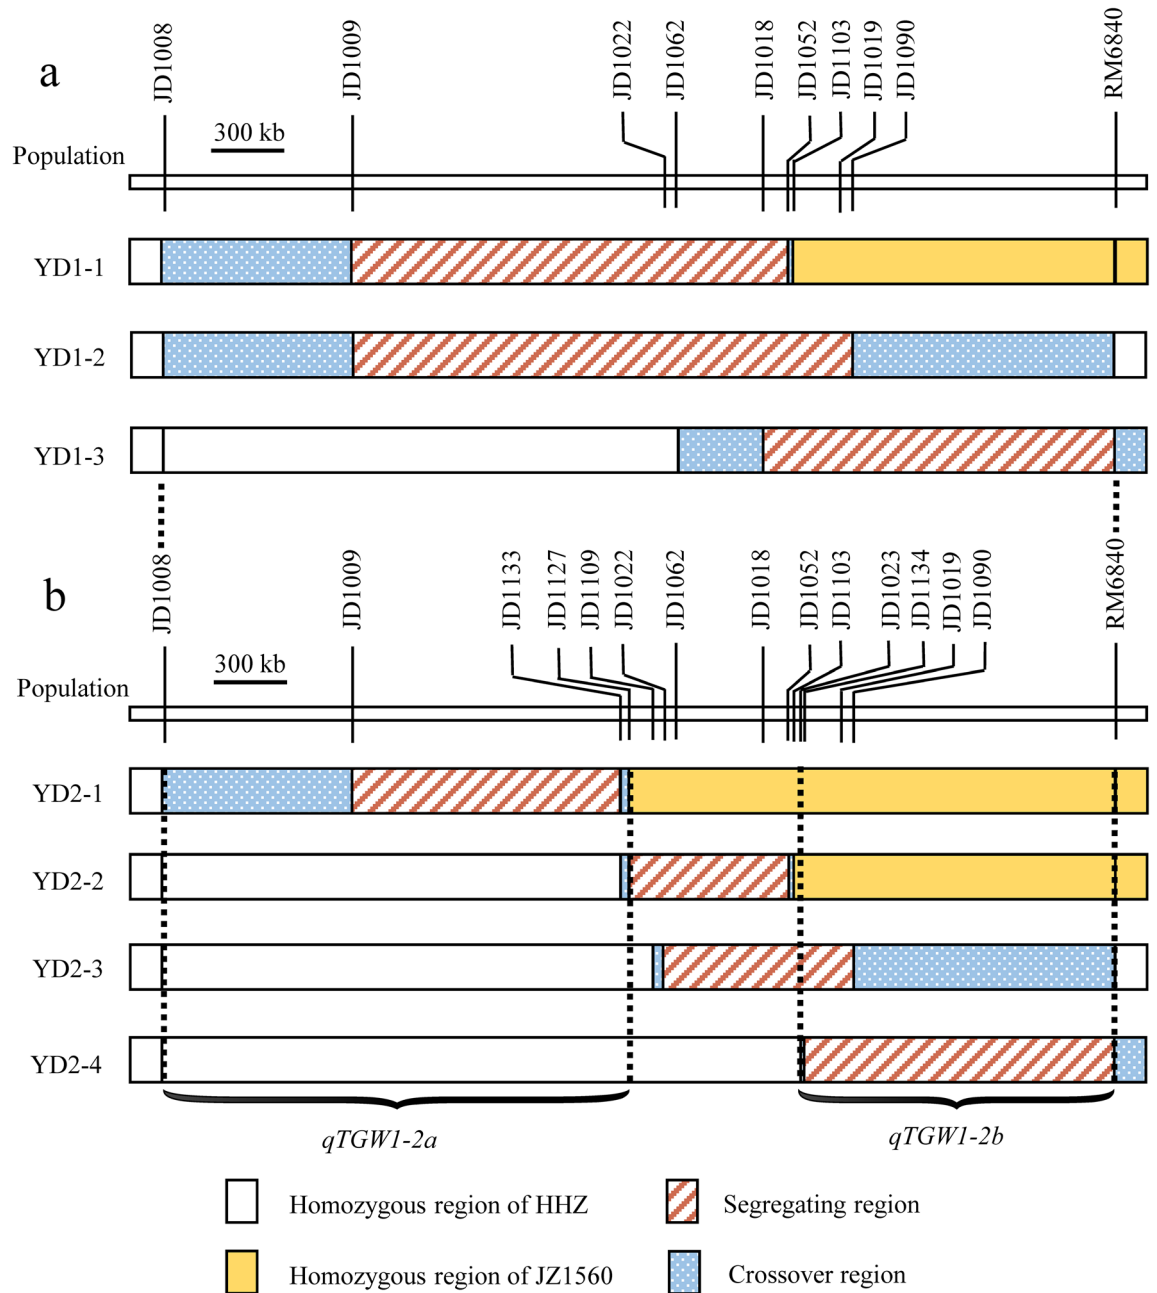 a
JD1008
JD1009
JD1022
JD1062
JD1018
JD1052
JD1103
JD1019
JD1090
RM6840
300 kb
Population
YD1-1
YD1-2
YD1-3
b
JD1008
JD1009
JD1133
JD1127
JD1109
JD1022
JD1062
JD1018
JD1052
JD1103
JD1023
JD1134
JD1019
JD1090
RM6840
300 kb
Population
YD2-1
YD2-2
YD2-3
YD2-4
qTGW1-2a
qTGW1-2b
Homozygous region of HHZ
Segregating region
Homozygous region of JZ1560
Crossover region